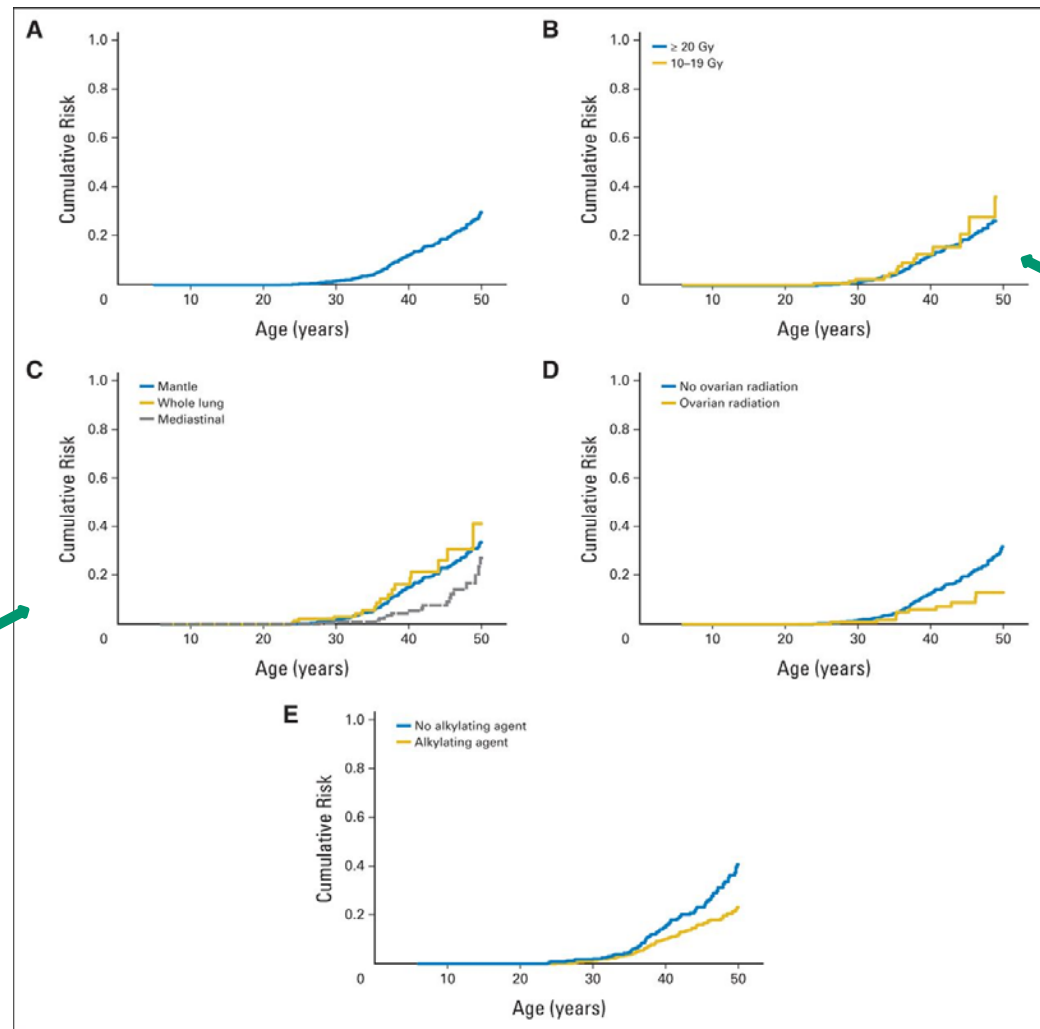 A
1.0
0.8
0.6
0.4
0.2
0
10
20
30
40
50
Cumulative Risk
Age (years)
B
≥ 20 Gy
10–19 Gy
1.0
0.8
0.6
0.4
0.2
0
10
20
30
40
50
Cumulative Risk
Age (years)
C
Mantle
Whole lung
Mediastinal
1.0
0.8
0.6
0.4
0.2
0
10
20
30
40
50
Cumulative Risk
Age (years)
D
No ovarian radiation
Ovarian radiation
1.0
0.8
0.6
0.4
0.2
0
10
20
30
40
50
Cumulative Risk
Age (years)
E
No alkylating agent
Alkylating agent
1.0
0.8
0.6
0.4
0.2
0
10
20
30
40
50
Cumulative Risk
Age (years)